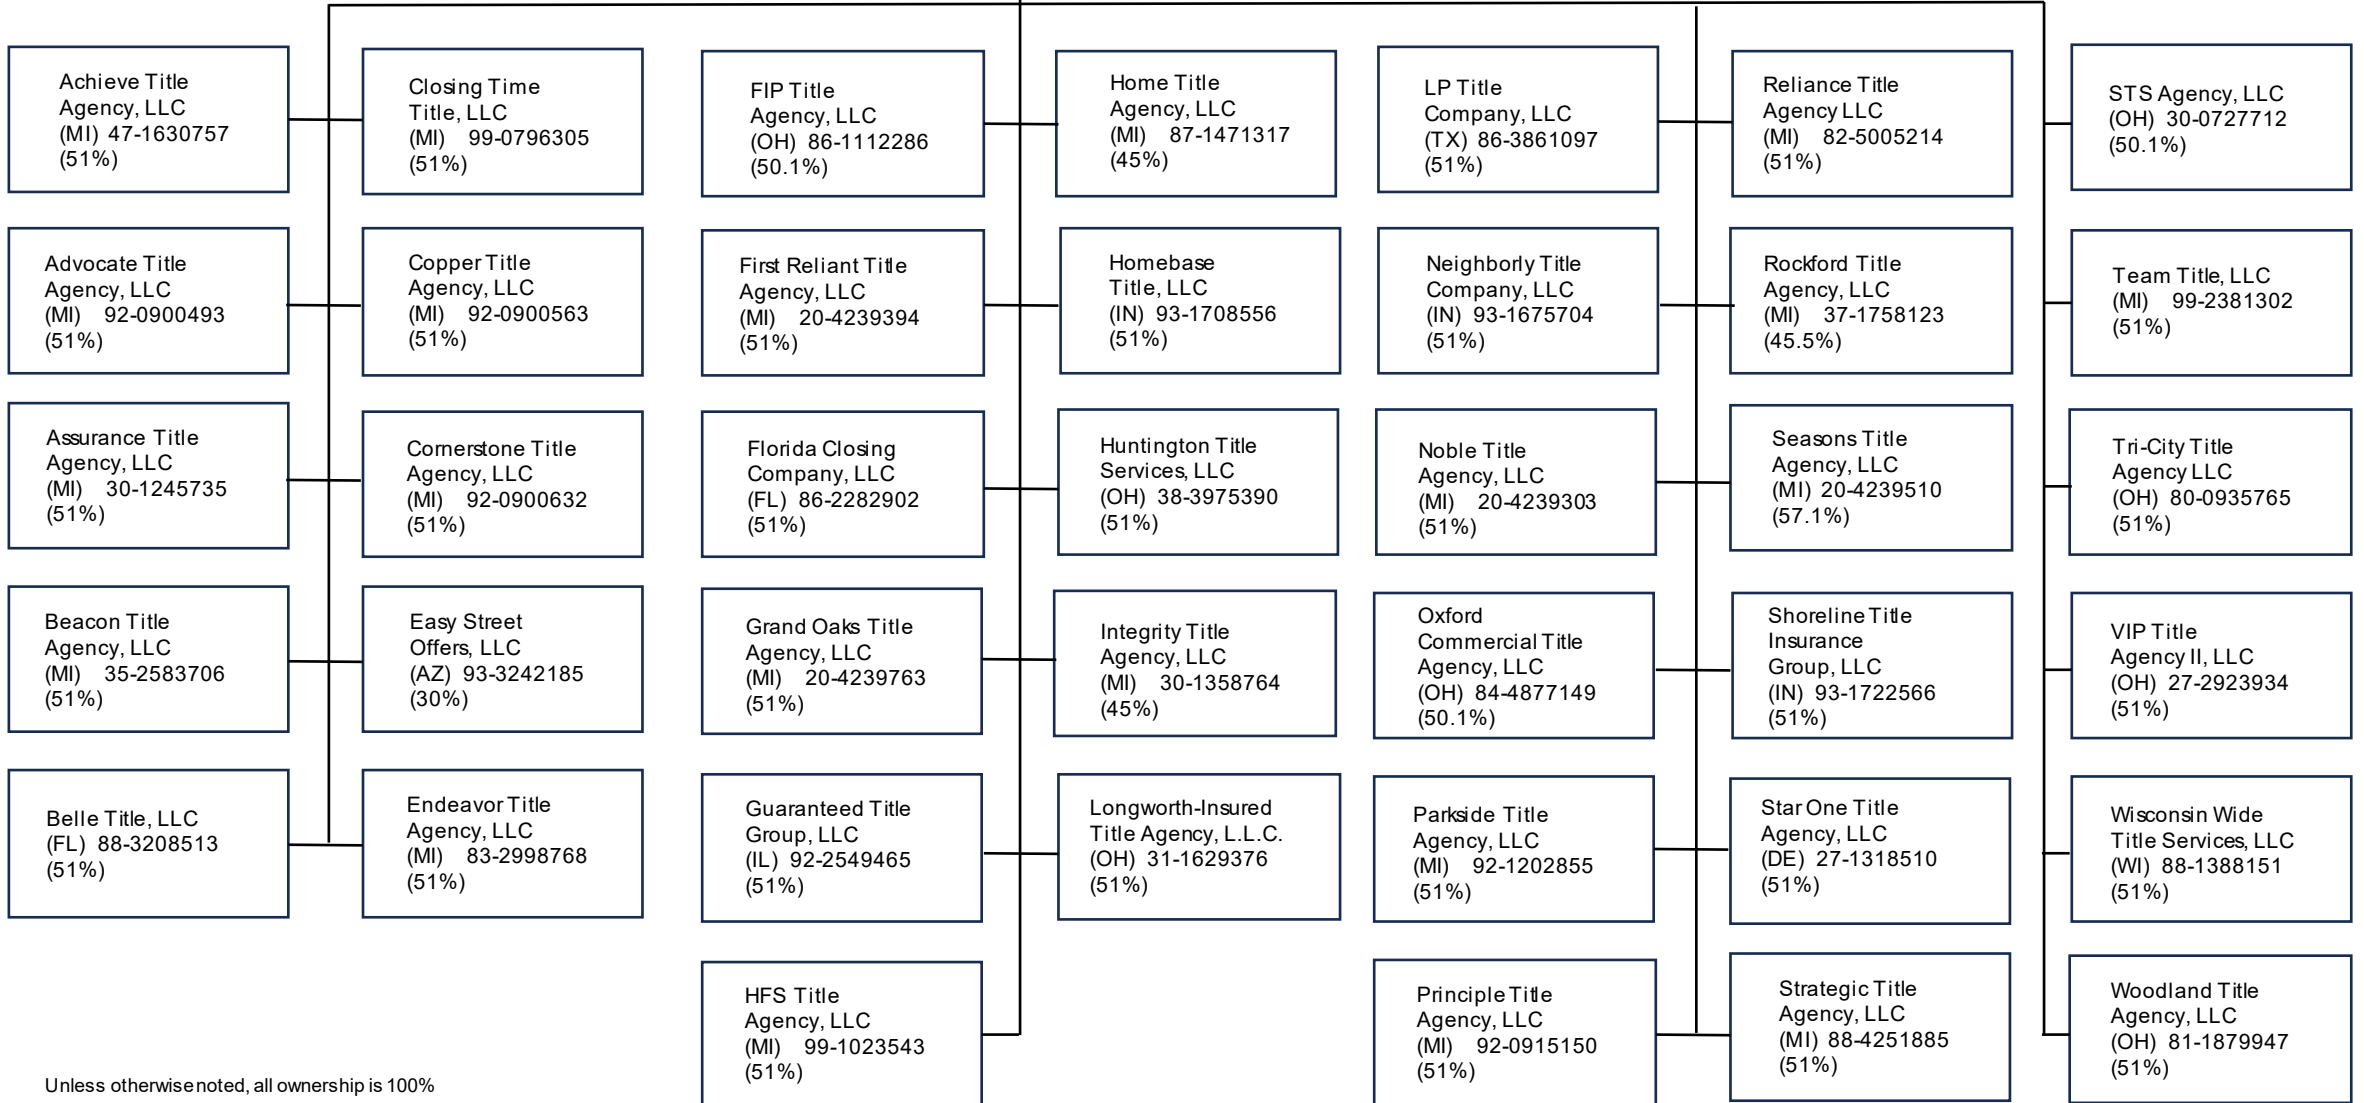 Achieve Title
Agency, LLC
(MI) 47-1630757
(51%)
Advocate Title
Agency, LLC
(MI) 92-0900493
(51%)
Assurance Title
Agency, LLC
(MI) 30-1245735
(51%)
Beacon Title
Agency, LLC
(MI) 35-2583706
(51%)
Belle Title, LLC
(FL) 88-3208513
(51%)
Closing Time
Title, LLC
(MI) 99-0796305
(51%)
Copper Title
Agency, LLC
(MI) 92-0900563
(51%)
Cornerstone Title
Agency, LLC
(MI) 92-0900632
(51%)
Easy Street
Offers, LLC
(AZ) 93-3242185
(30%)
Endeavor Title
Agency, LLC
(MI) 83-2998768
(51%)
FIP Title
Agency, LLC
(OH) 86-1112286
(50.1%)
First Reliant Title
Agency, LLC
(MI) 20-4239394
(51%)
Florida Closing
Company, LLC
(FL) 86-2282902
(51%)
Grand Oaks Title
Agency, LLC
(MI) 20-4239763
(51%)
Guaranteed Title
Group, LLC
(IL) 92-2549465
(51%)
HFS Title
Agency, LLC
(MI) 99-1023543
(51%)
Home Title
Agency, LLC
(MI) 87-1471317
(45%)
Homebase
Title, LLC
(IN) 93-1708556
(51%)
Huntington Title
Services, LLC
(OH) 38-3975390
(51%)
Integrity Title
Agency, LLC
(MI) 30-1358764
(45%)
Longworth-Insured
Title Agency, L.L.C.
(OH) 31-1629376
(51%)
LP Title
Company, LLC
(TX) 86-3861097
(51%)
Neighborly Title
Company, LLC
(IN) 93-1675704
(51%)
Noble Title
Agency, LLC
(MI) 20-4239303
(51%)
Oxford
Commercial Title
Agency, LLC
(OH) 84-4877149
(50.1%)
Parkside Title
Agency, LLC
(MI) 92-1202855
(51%)
Principle Title
Agency, LLC
(MI) 92-0915150
(51%)
Reliance Title
Agency LLC
(MI) 82-5005214
(51%)
Rockford Title
Agency, LLC
(MI) 37-1758123
(45.5%)
Seasons Title
Agency, LLC
(MI) 20-4239510
(57.1%)
Shoreline Title
Insurance
Group, LLC
(IN) 93-1722566
(51%)
Star One Title
Agency, LLC
(DE) 27-1318510
(51%)
Strategic Title
Agency, LLC
(MI) 88-4251885
(51%)
STS Agency, LLC
(OH) 30-0727712
(50.1%)
Team Title, LLC
(MI) 99-2381302
(51%)
Tri-City Title
Agency LLC
(OH) 80-0935765
(51%)
VIP Title
Agency II, LLC
(OH) 27-2923934
(51%)
Wisconsin Wide
Title Services, LLC
(WI) 88-1388151
(51%)
Woodland Title
Agency, LLC
(OH) 81-1879947
(51%)
Unless otherwise noted, all ownership is 100%